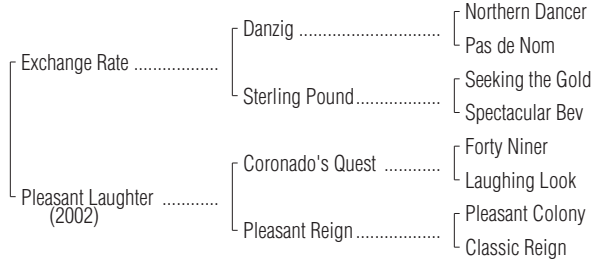 Northern Dancer
Danzig ..............................
Pas de Nom
Exchange Rate ..................
Seeking the Gold
Sterling Pound..................
Spectacular Bev
Forty Niner
Coronado's Quest ............
Laughing Look
Pleasant Laughter ............
(2002)
Pleasant Colony
Pleasant Reign..................
Classic Reign